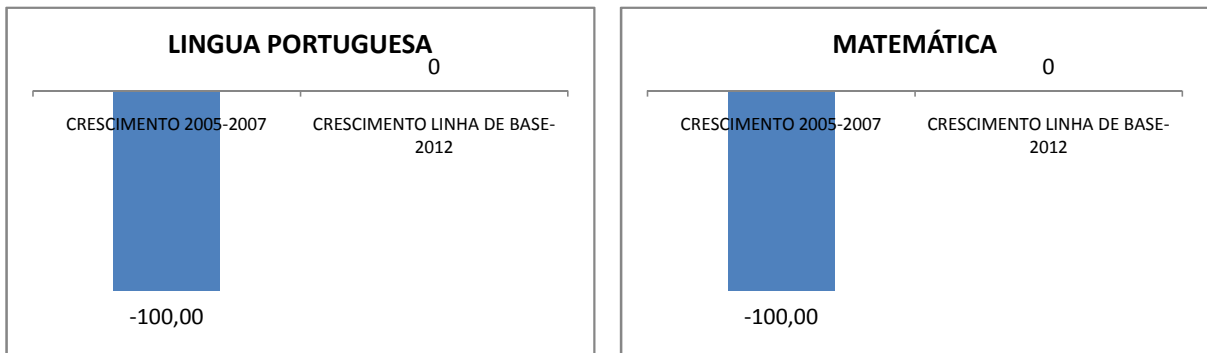 LINGUA PORTUGUESA
0
CRESCIMENTO 2005-2007
CRESCIMENTO LINHA DE BASE-
2012
-100,00
MATEMÁTICA
0
CRESCIMENTO 2005-2007
CRESCIMENTO LINHA DE BASE-
2012
-100,00